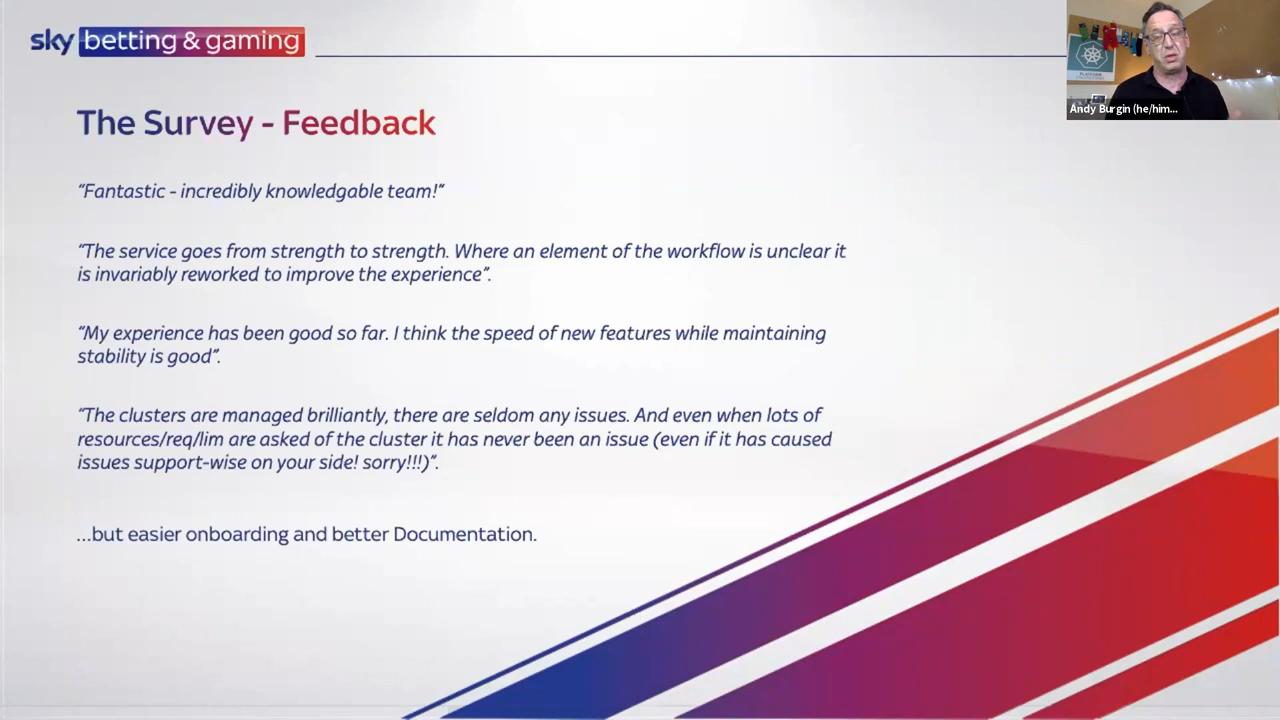 sky betting & gaming
Andy Burgin (he/him...
PLATFORM
The Survey - Feedback
“Fantastic - incredibly knowledgable team!”
“The service goes from strength to strength. Where an element of the workflow is unclear it
is invariably reworked to improve the experience”.
“My experience has been good so far. I think the speed of new features while maintaining
stability is good”.
“The clusters are managed brilliantly, there are seldom any issues. And even when lots of
resources/req/lim are asked of the cluster it has never been an issue (even if it has caused
issues support-wise on your side! sorry!!!)”.
...but easier onboarding and better Documentation.